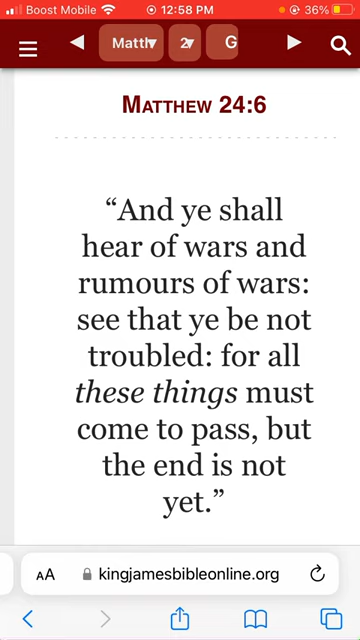 Boost Mobile 12:58 PM 36%
Matth 2 G
MATTHEW 24:6
“And ye shall
hear of wars and
rumours of wars:
see that ye be not
troubled: for all
these things must
come to pass, but
the end is not
yet.”
AA kingjamesbibleonline.org